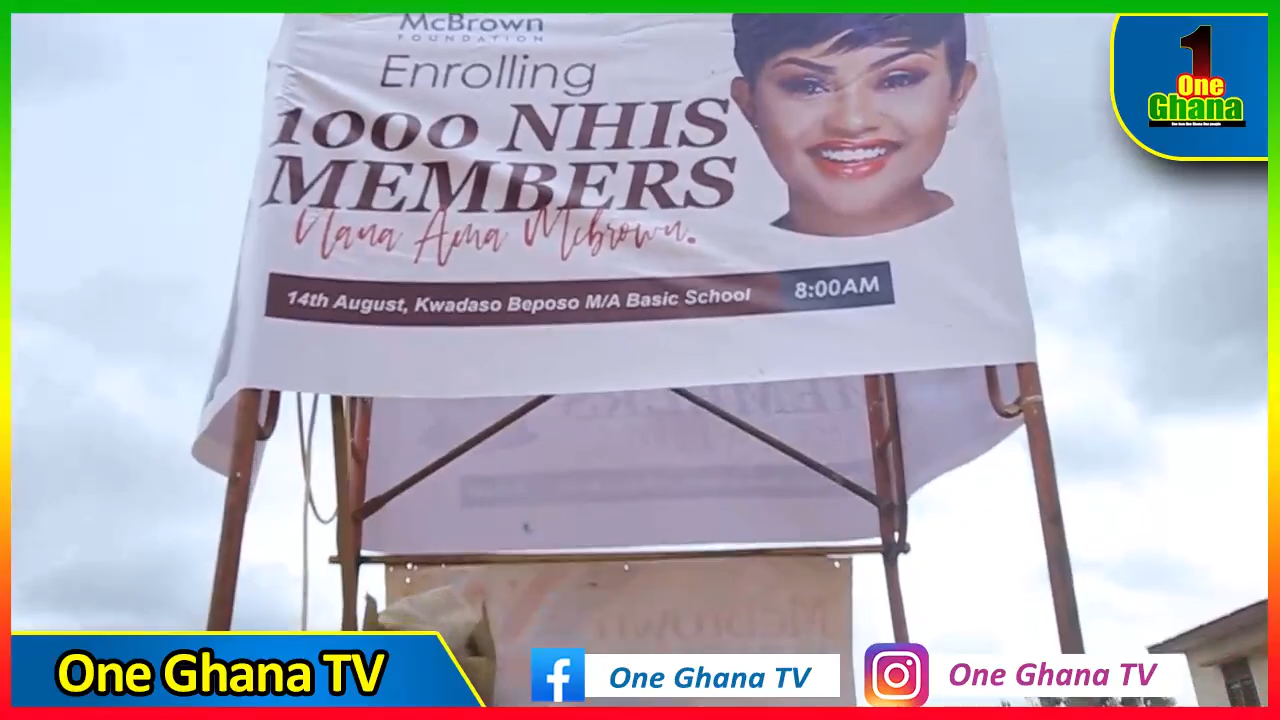 McBrown
FOUNDATION
Enrolling
1000 NHIS
MEMBERS
Nana Ama Mcbrown.
14th August, Kwadaso Beposo M/A Basic School
8:00AM
1
One
Ghana
One Ghana TV
One Ghana TV
One Ghana TV